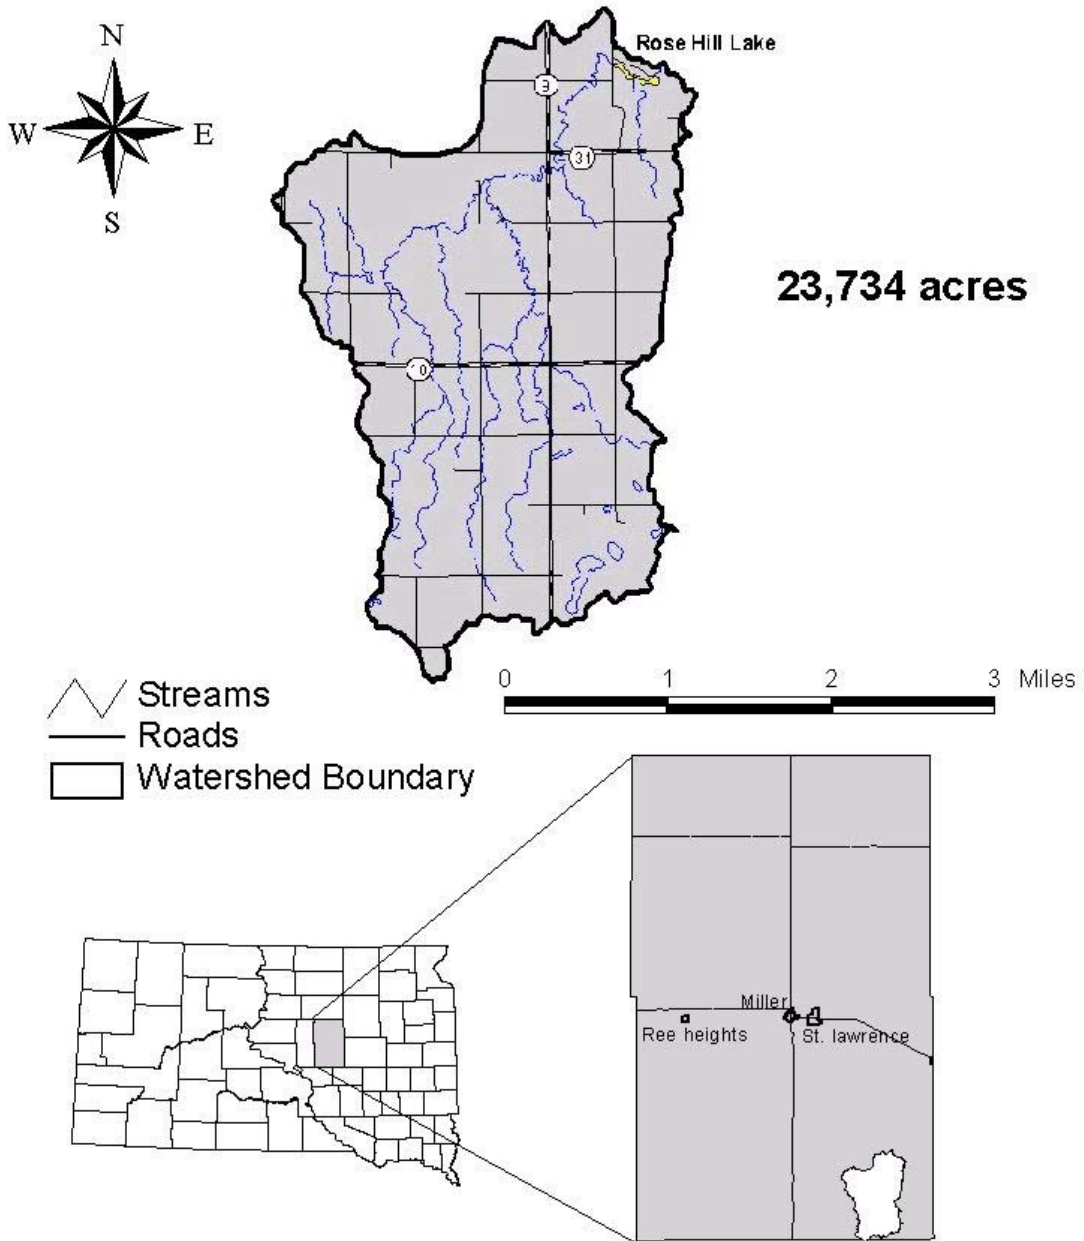 N
Rose Hill Lake
W E
S
31
23,734 acres
0 1 2 3 Miles
Streams
Roads
Watershed Boundary
Miller
Ree heights
St. lawrence